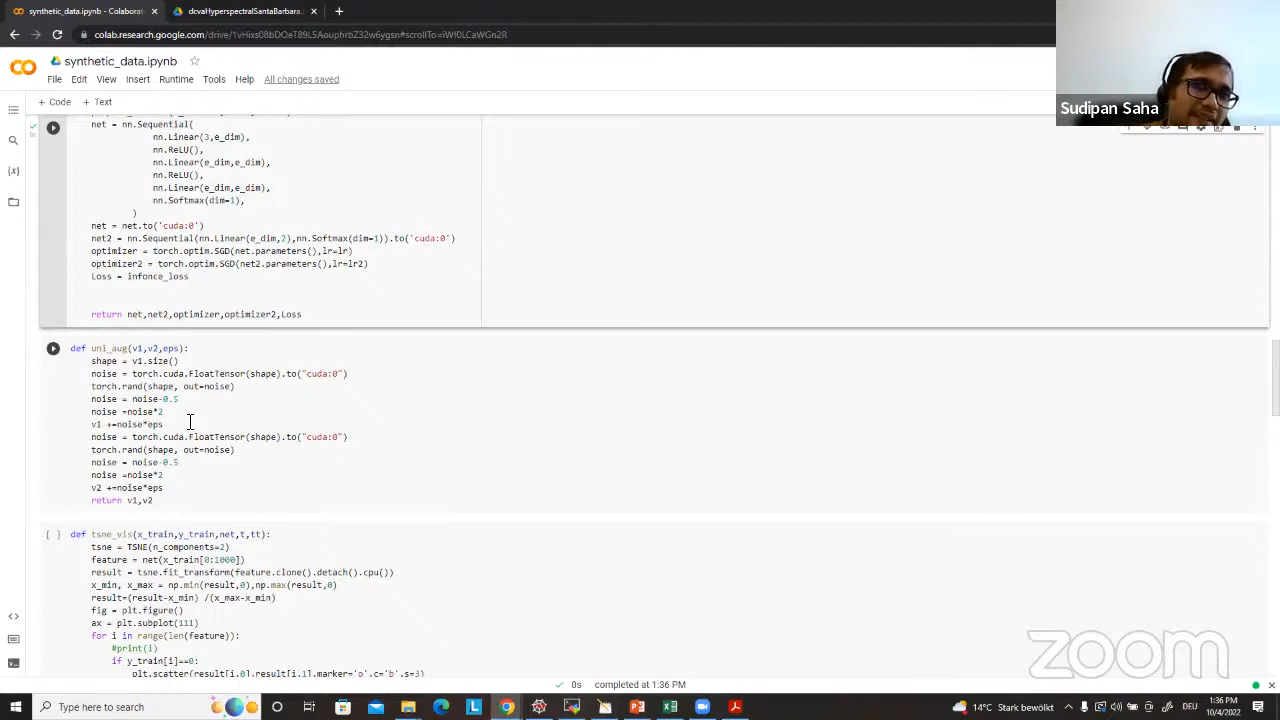 synthetic_data.ipynb - Colaborato
dcvaHyperspectralSantaBarbara.
colab.research.google.com/drive/1vHixs08bDOeT89L5AouphrbZ32w6ygsn#scrollTo=iWf0LCaWGn2R
synthetic_data.ipynb
File Edit View Insert Runtime Tools Help All changes saved
+ Code + Text
Sudipan Saha
net = nn.Sequential(
nn.Linear(3,e_dim),
nn.ReLU(),
nn.Linear(e_dim,e_dim),
nn.ReLU(),
nn.Linear(e_dim,e_dim),
nn.Softmax(dim=1),
)
net = net.to('cuda:0')
net2 = nn.Sequential(nn.Linear(e_dim,2),nn.Softmax(dim=1)).to('cuda:0')
optimizer = torch.optim.SGD(net.parameters(),lr=lr)
optimizer2 = torch.optim.SGD(net2.parameters(),lr=lr2)
Loss = infonce_loss
return net,net2,optimizer,optimizer2,Loss
def uni_aug(v1,v2,eps):
shape = v1.size()
noise = torch.cuda.FloatTensor(shape).to("cuda:0")
torch.rand(shape, out=noise)
noise = noise-0.5
noise =noise*2
v1 +=noise*eps
noise = torch.cuda.FloatTensor(shape).to("cuda:0")
torch.rand(shape, out=noise)
noise = noise-0.5
noise =noise*2
v2 +=noise*eps
return v1,v2
[ ] def tsne_vis(x_train,y_train,net,t,tt):
tsne = TSNE(n_components=2)
feature = net(x_train[0:1000])
result = tsne.fit_transform(feature.clone().detach().cpu())
x_min, x_max = np.min(result,0),np.max(result,0)
result=(result-x_min) /(x_max-x_min)
fig = plt.figure()
ax = plt.subplot(111)
for i in range(len(feature)):
#print(i)
if y_train[i]==0:
plt.scatter(result[i,0],result[i,1],marker='o',c='b',s=3)
zoom
0s completed at 1:36 PM
Type here to search
14°C Stark bewölkt
1:36 PM
10/4/2022